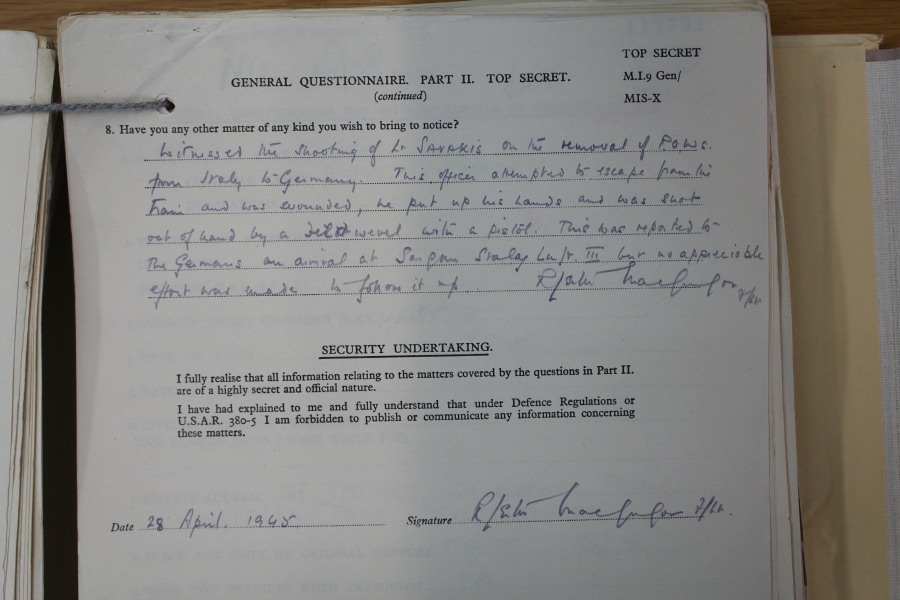 TOP SECRET
GENERAL QUESTIONNAIRE. PART II. TOP SECRET.
M.I.9 Gen/
(continued)
MIS-X
8. Have you any other matter of any kind you wish to bring to notice?
Witnessed the shooting of Lt SAVAKIS on the removal of P.O.W.s.
from Italy to Germany. This officer attempted to escape from the
train and was wounded, he put up his hands and was shot
out of hand by a with a pistol. This was reported to
the Germans on arrival at Sagan Stalag Luft III but no appreciable
effort was made to follow it up.
SECURITY UNDERTAKING.
I fully realise that all information relating to the matters covered by the questions in Part II.
are of a highly secret and official nature.
I have had explained to me and fully understand that under Defence Regulations or
U.S.A.R. 380-5 I am forbidden to publish or communicate any information concerning
these matters.
Date 28 April. 1945. Signature